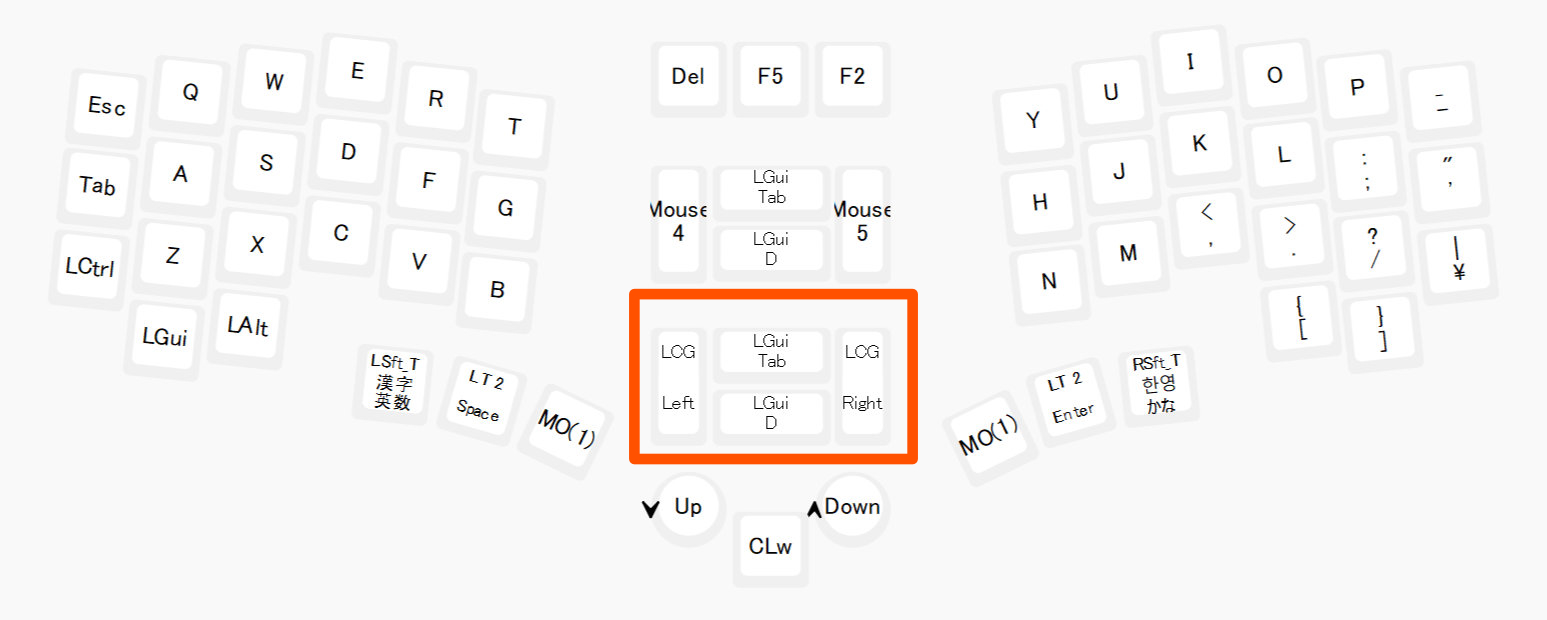 Esc
Q
W
E
R
T
Del
F5
F2
Y
U
I
O
P
_
–
Tab
A
S
D
F
G
Mouse
4
LGui
Tab
LGui
D
Mouse
5
H
J
K
L
:
;
"
'
LCtrl
Z
X
C
V
B
N
M
<
,
>
.
?
/
|
¥
LGui
LAlt
{
[
}
]
LSft_T
漢字
英数
LT 2
Space
MO(1)
LCG
Left
LGui
Tab
LGui
D
LCG
Right
MO(1)
LT 2
Enter
RSft_T
한영
かな
Up
Down
CLw